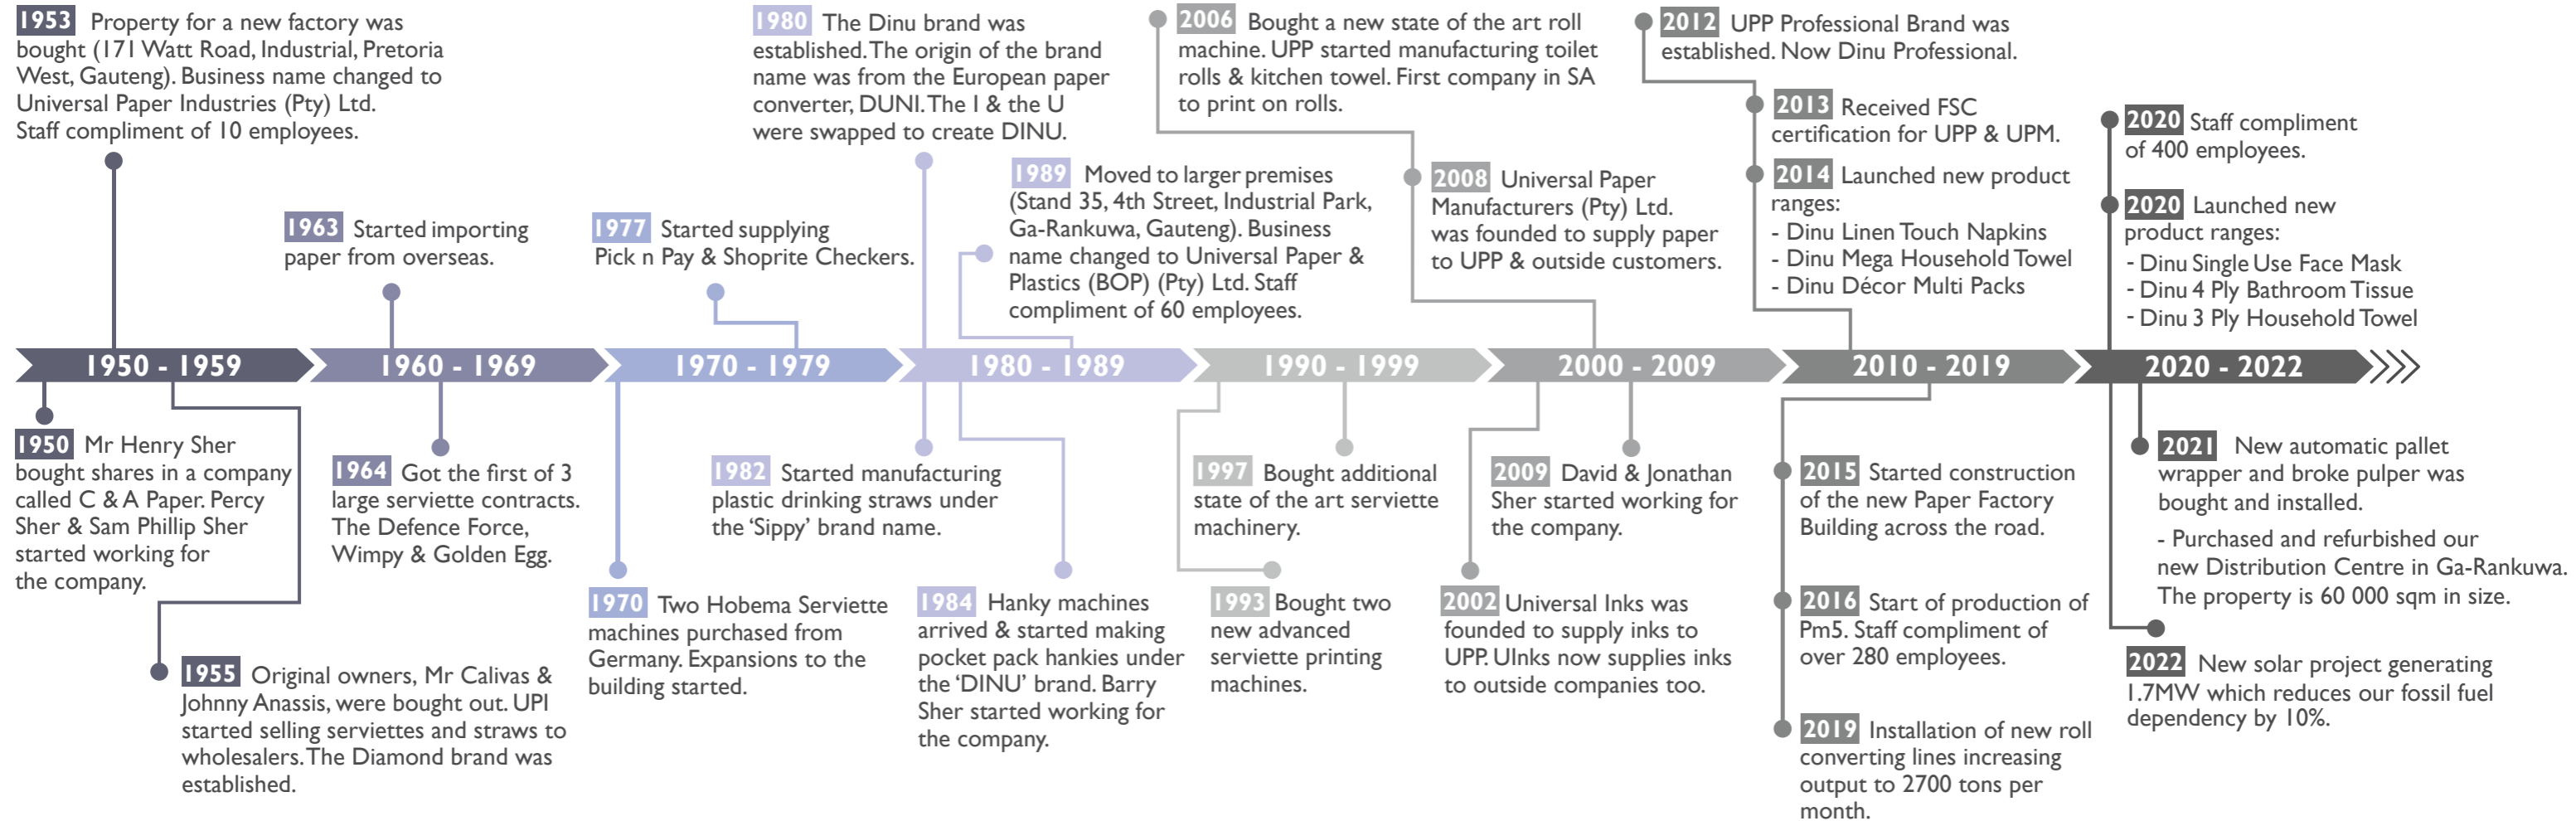 1953 Property for a new factory was
bought (171 Watt Road, Industrial, Pretoria
West, Gauteng). Business name changed to
Universal Paper Industries (Pty) Ltd.
Staff compliment of 10 employees.
1963 Started importing
paper from overseas.
1977 Started supplying
Pick n Pay & Shoprite Checkers.
1980 The Dinu brand was
established. The origin of the brand
name was from the European paper
converter, DUNI. The I & the U
were swapped to create DINU.
1989 Moved to larger premises
(Stand 35, 4th Street, Industrial Park,
Ga-Rankuwa, Gauteng). Business
name changed to Universal Paper &
Plastics (BOP) (Pty) Ltd. Staff
compliment of 60 employees.
2006 Bought a new state of the art roll
machine. UPP started manufacturing toilet
rolls & kitchen towel. First company in SA
to print on rolls.
2008 Universal Paper
Manufacturers (Pty) Ltd.
was founded to supply paper
to UPP & outside customers.
2012 UPP Professional Brand was
established. Now Dinu Professional.
2013 Received FSC
certification for UPP & UPM.
2014 Launched new product
ranges:
- Dinu Linen Touch Napkins
- Dinu Mega Household Towel
- Dinu Décor Multi Packs
2020 Staff compliment
of 400 employees.
2020 Launched new
product ranges:
- Dinu Single Use Face Mask
- Dinu 4 Ply Bathroom Tissue
- Dinu 3 Ply Household Towel
1950 - 1959
1960 - 1969
1970 - 1979
1980 - 1989
1990 - 1999
2000 - 2009
2010 - 2019
2020 - 2022
1950 Mr Henry Sher
bought shares in a company
called C & A Paper. Percy
Sher & Sam Phillip Sher
started working for
the company.
1955 Original owners, Mr Calivas &
Johnny Anassis, were bought out. UPI
started selling serviettes and straws to
wholesalers. The Diamond brand was
established.
1964 Got the first of 3
large serviette contracts.
The Defence Force,
Wimpy & Golden Egg.
1970 Two Hobema Serviette
machines purchased from
Germany. Expansions to the
building started.
1982 Started manufacturing
plastic drinking straws under
the ‘Sippy’ brand name.
1984 Hanky machines
arrived & started making
pocket pack hankies under
the ‘DINU’ brand. Barry
Sher started working for
the company.
1997 Bought additional
state of the art serviette
machinery.
1993 Bought two
new advanced
serviette printing
machines.
2009 David & Jonathan
Sher started working for
the company.
2002 Universal Inks was
founded to supply inks to
UPP. UInks now supplies inks
to outside companies too.
2015 Started construction
of the new Paper Factory
Building across the road.
2016 Start of production of
Pm5. Staff compliment of
over 280 employees.
2019 Installation of new roll
converting lines increasing
output to 2700 tons per
month.
2021 New automatic pallet
wrapper and broke pulper was
bought and installed.
- Purchased and refurbished our
new Distribution Centre in Ga-Rankuwa.
The property is 60 000 sqm in size.
2022 New solar project generating
1.7MW which reduces our fossil fuel
dependency by 10%.